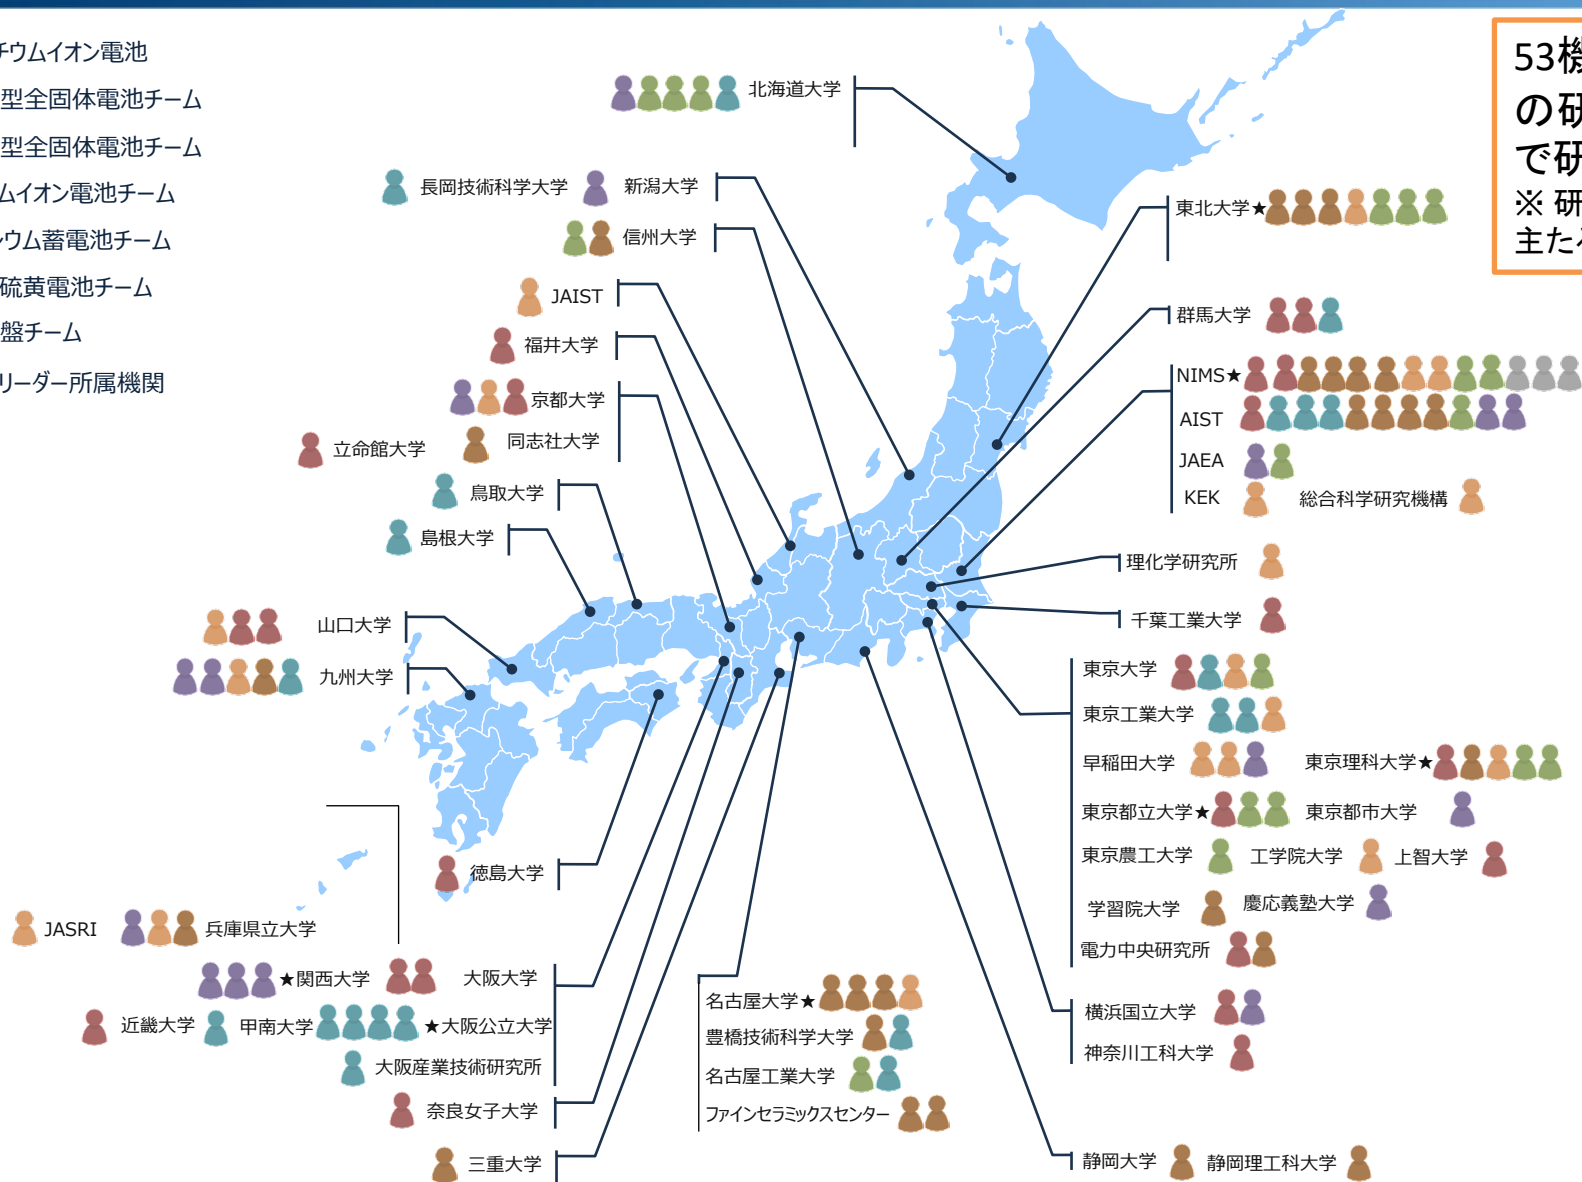 チウムイオン電池
型全固体電池チーム
型全固体電池チーム
ムイオン電池チーム
シウム蓄電池チーム
硫黄電池チーム
盤チーム
リーダー所属機関
53機
の研
で研
※ 研
主たる
北海道大学
長岡技術科学大学 新潟大学
信州大学
JAIST
福井大学
京都大学
立命館大学 同志社大学
鳥取大学
島根大学
山口大学
九州大学
徳島大学
JASRI 兵庫県立大学
★関西大学 大阪大学
近畿大学 甲南大学 ★大阪公立大学
大阪産業技術研究所
奈良女子大学
三重大学
東北大学★
群馬大学
NIMS★
AIST
JAEA
KEK 総合科学研究機構
理化学研究所
千葉工業大学
東京大学
東京工業大学
早稲田大学 東京理科大学★
東京都立大学★ 東京都市大学
東京農工大学 工学院大学 上智大学
学習院大学 慶応義塾大学
電力中央研究所
横浜国立大学
神奈川工科大学
名古屋大学★
豊橋技術科学大学
名古屋工業大学
ファインセラミックスセンター
静岡大学 静岡理工科大学